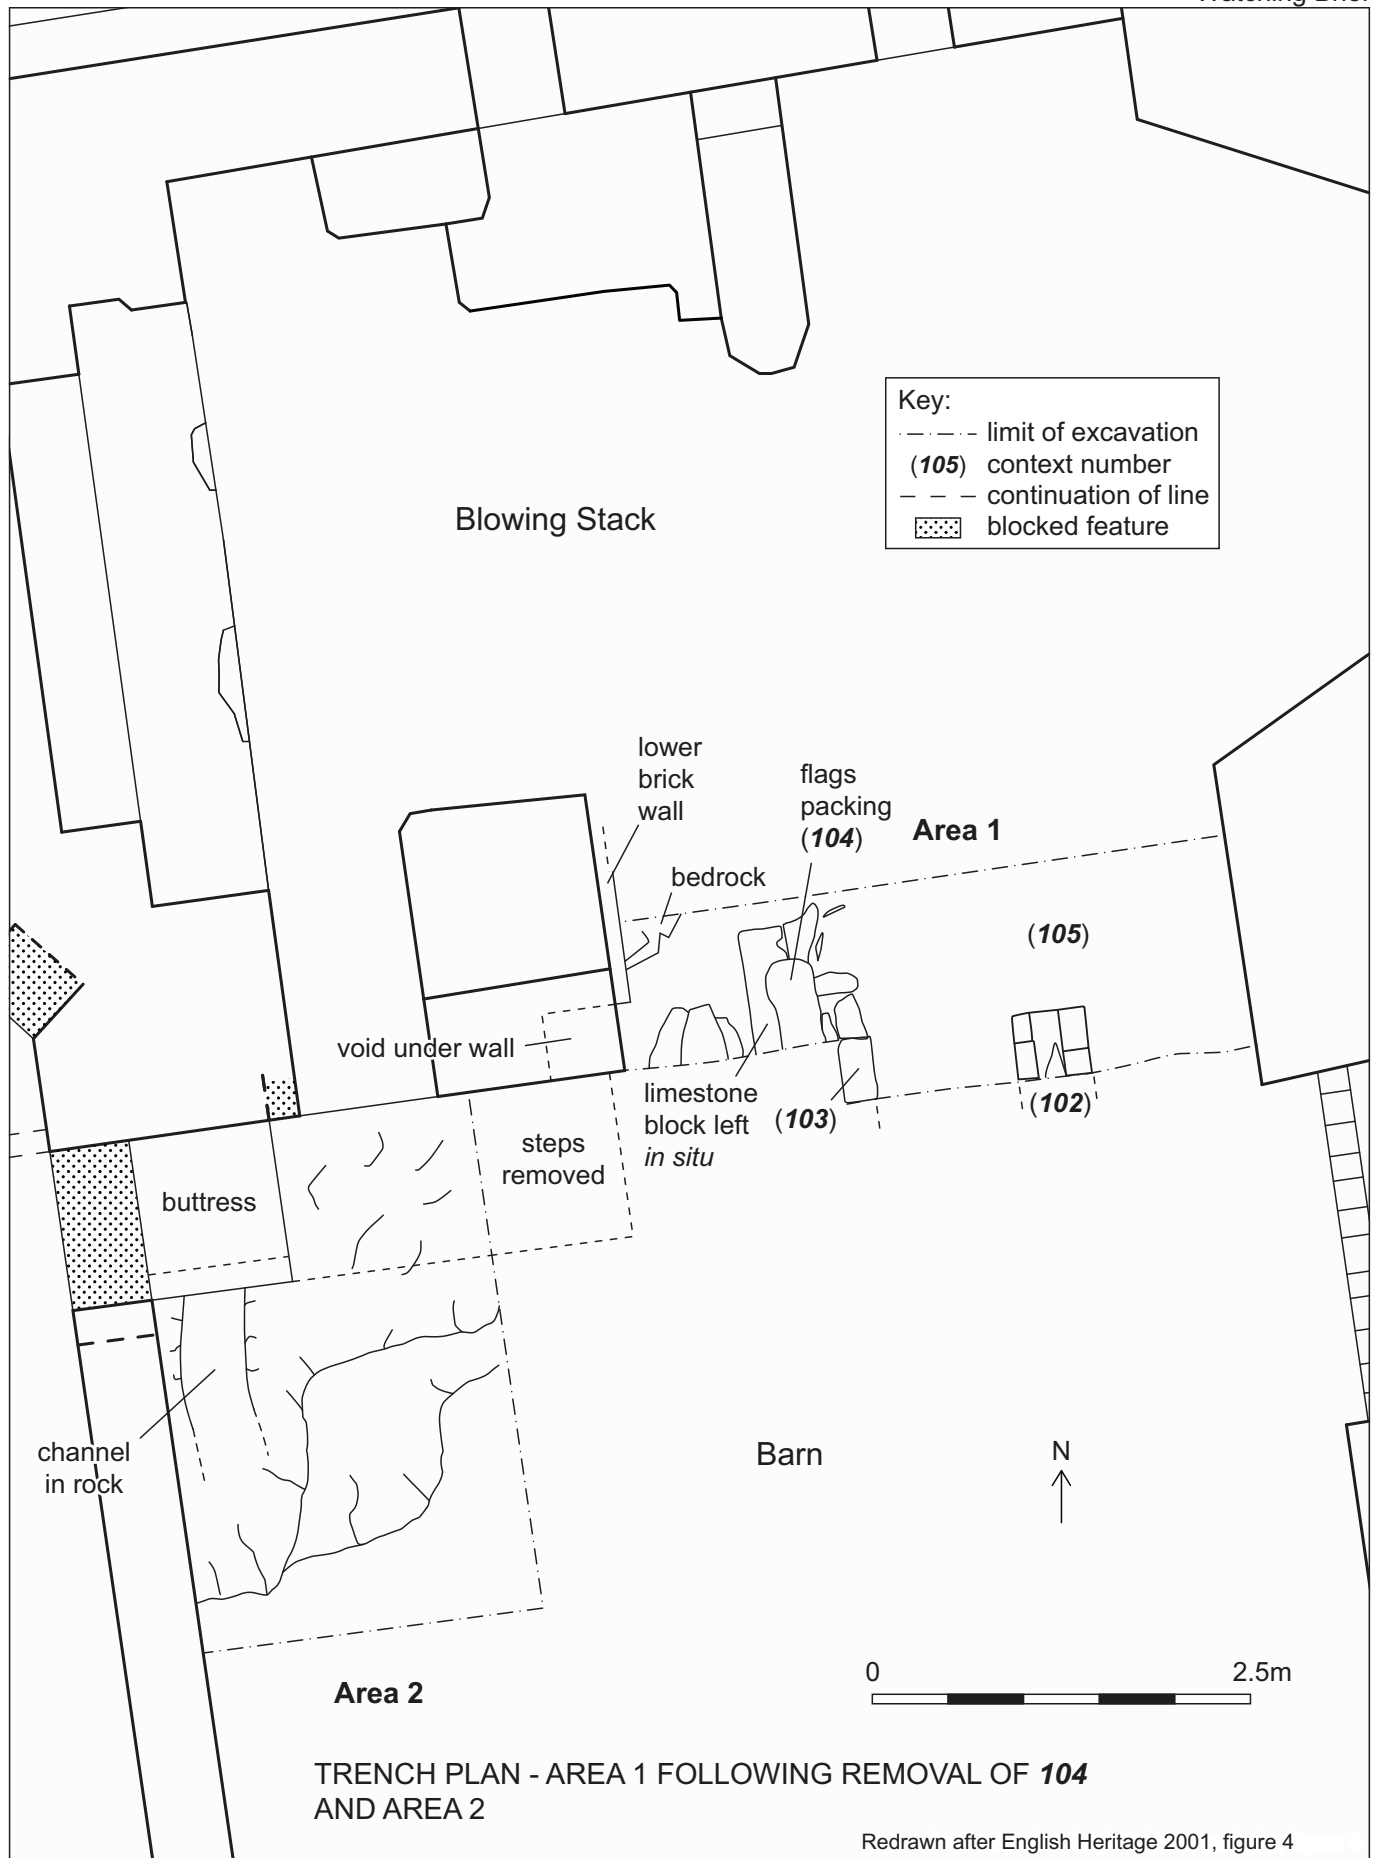 Key:
limit of excavation
(105) context number
continuation of line
blocked feature
Blowing Stack
lower
brick
wall
flags
packing
(104)
Area 1
bedrock
(105)
void under wall
limestone
block left
in situ
(103)
(102)
steps
removed
buttress
channel
in rock
Barn
N
0 2.5m
Area 2
TRENCH PLAN - AREA 1 FOLLOWING REMOVAL OF 104
AND AREA 2
Redrawn after English Heritage 2001, figure 4